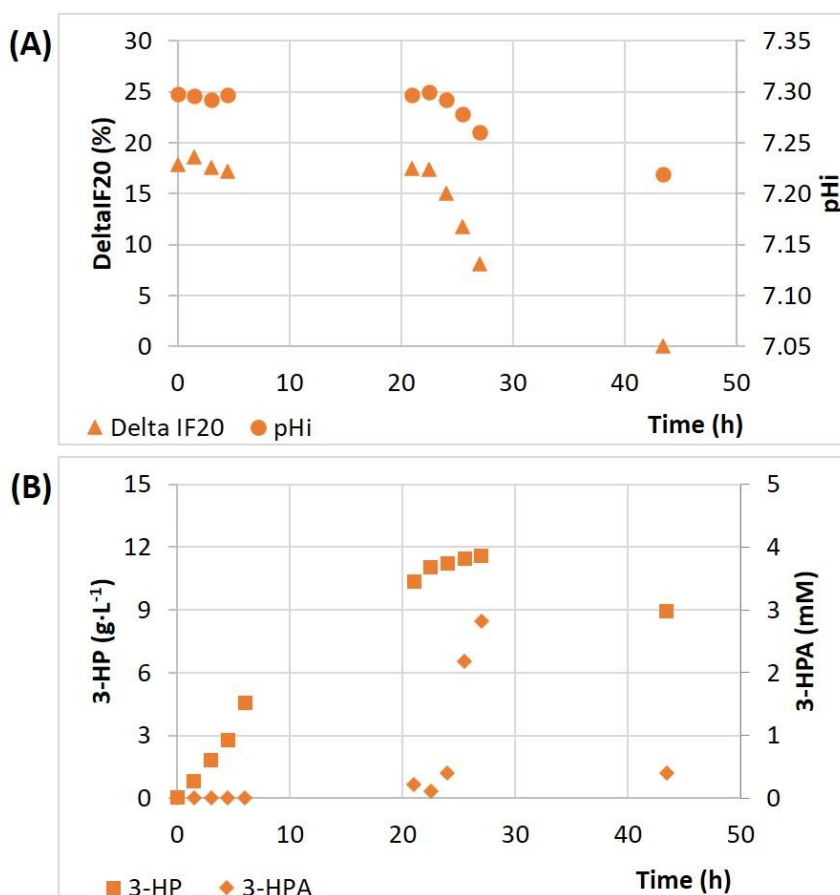 (A)
30 7.35
25 7.30
20 7.25
15 7.20
10 7.15
5 7.10
0 7.05
DeltaIF20 (%)
pHi
0 10 20 30 40 50
Delta IF20 pHi Time (h)
(B)
15 5
12 4
9 3
6 2
3 1
0 0
3-HP (g·L⁻¹)
3-HPA (mM)
0 10 20 30 40 50
3-HP 3-HPA Time (h)